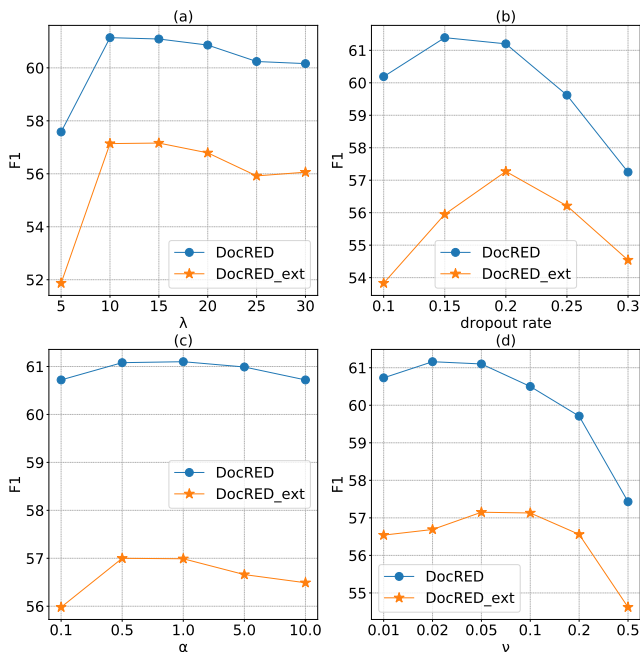 (a)
F1
60
58
56
54
52
DocRED
DocRED_ext
5 10 15 20 25 30
λ
(b)
F1
61
60
59
58
57
56
55
54
DocRED
DocRED_ext
0.1 0.15 0.2 0.25 0.3
dropout rate
(c)
F1
61
60
59
58
57
56
DocRED
DocRED_ext
0.1 0.5 1.0 5.0 10.0
α
(d)
F1
61
60
59
58
57
56
55
DocRED
DocRED_ext
0.01 0.02 0.05 0.1 0.2 0.5
ν